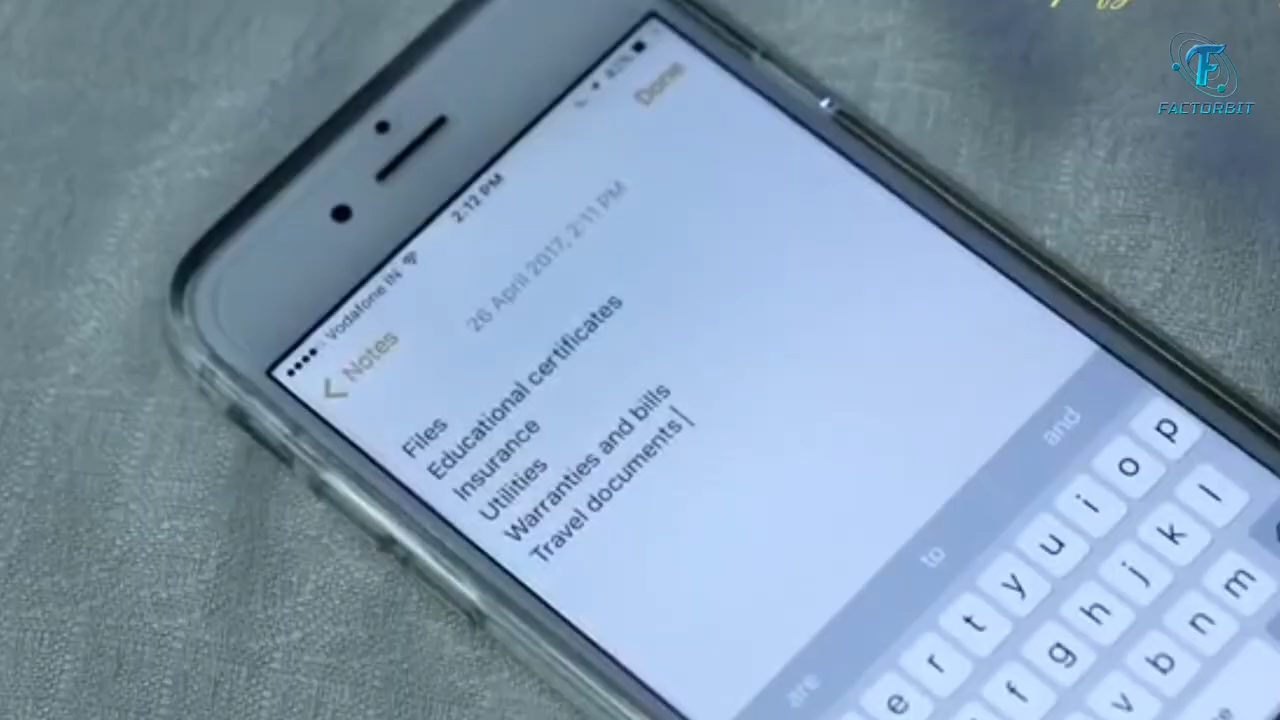 FACTORBIT
Vodafone IN
2:12 PM
Notes
Done
26 April 2017, 2:11 PM
Files
Educational certificates
Insurance
Utilities
Warranties and bills
Travel documents
are
to
and
e r t y u i o p
f g h j k l
v b n m